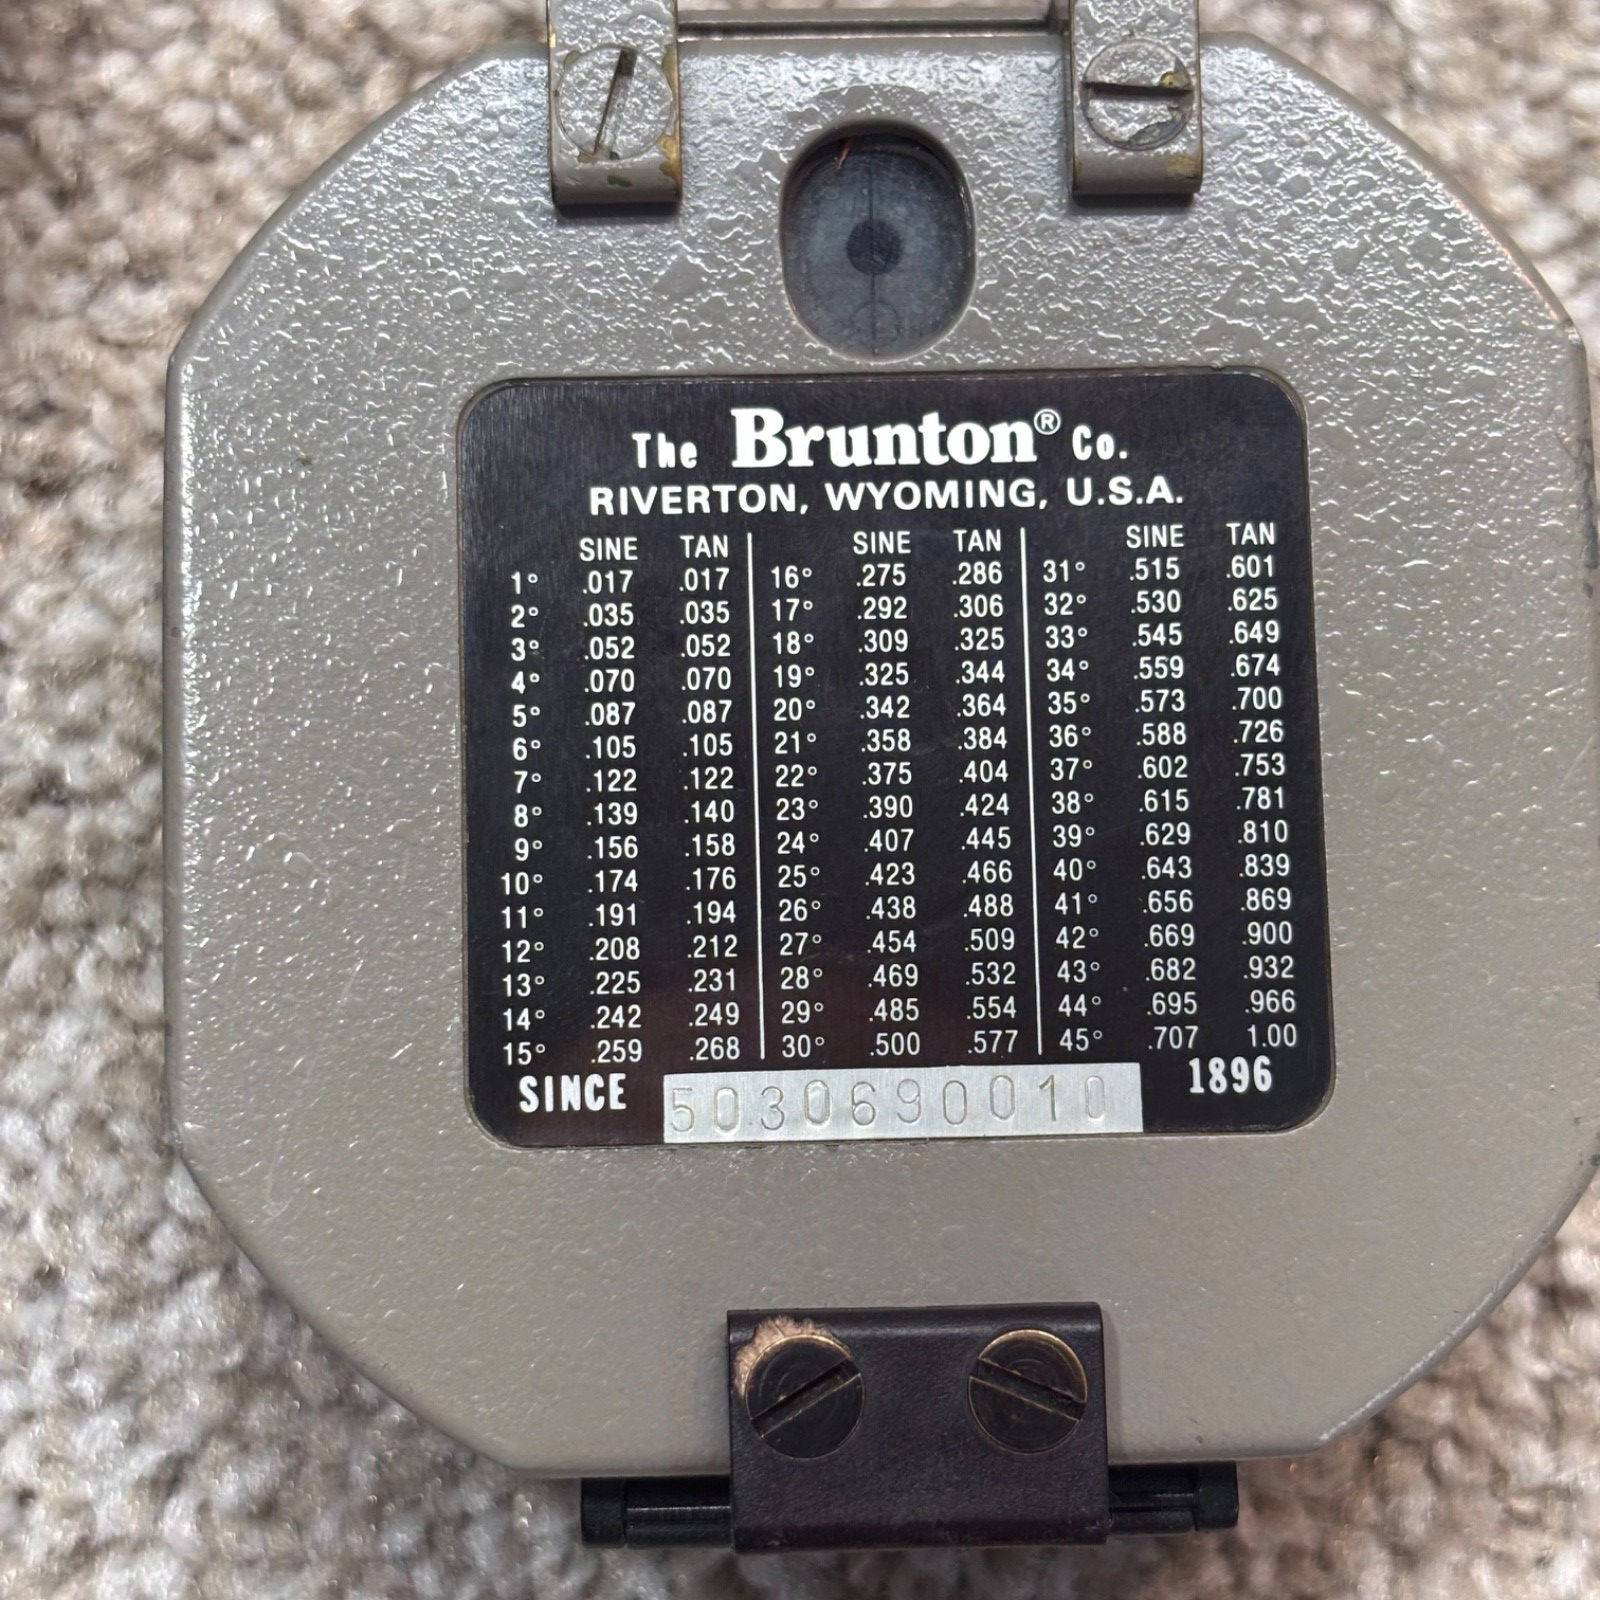 The Brunton® Co.
RIVERTON, WYOMING, U.S.A.
SINE TAN SINE TAN SINE TAN
1° .017 .017 16° .275 .286 31° .515 .601
2° .035 .035 17° .292 .306 32° .530 .625
3° .052 .052 18° .309 .325 33° .545 .649
4° .070 .070 19° .325 .344 34° .559 .674
5° .087 .087 20° .342 .364 35° .573 .700
6° .105 .105 21° .358 .384 36° .588 .726
7° .122 .122 22° .375 .404 37° .602 .753
8° .139 .140 23° .390 .424 38° .615 .781
9° .156 .158 24° .407 .445 39° .629 .810
10° .174 .176 25° .423 .466 40° .643 .839
11° .191 .194 26° .438 .488 41° .656 .869
12° .208 .212 27° .454 .509 42° .669 .900
13° .225 .231 28° .469 .532 43° .682 .932
14° .242 .249 29° .485 .554 44° .695 .966
15° .259 .268 30° .500 .577 45° .707 1.00
SINCE 5030690010 1896